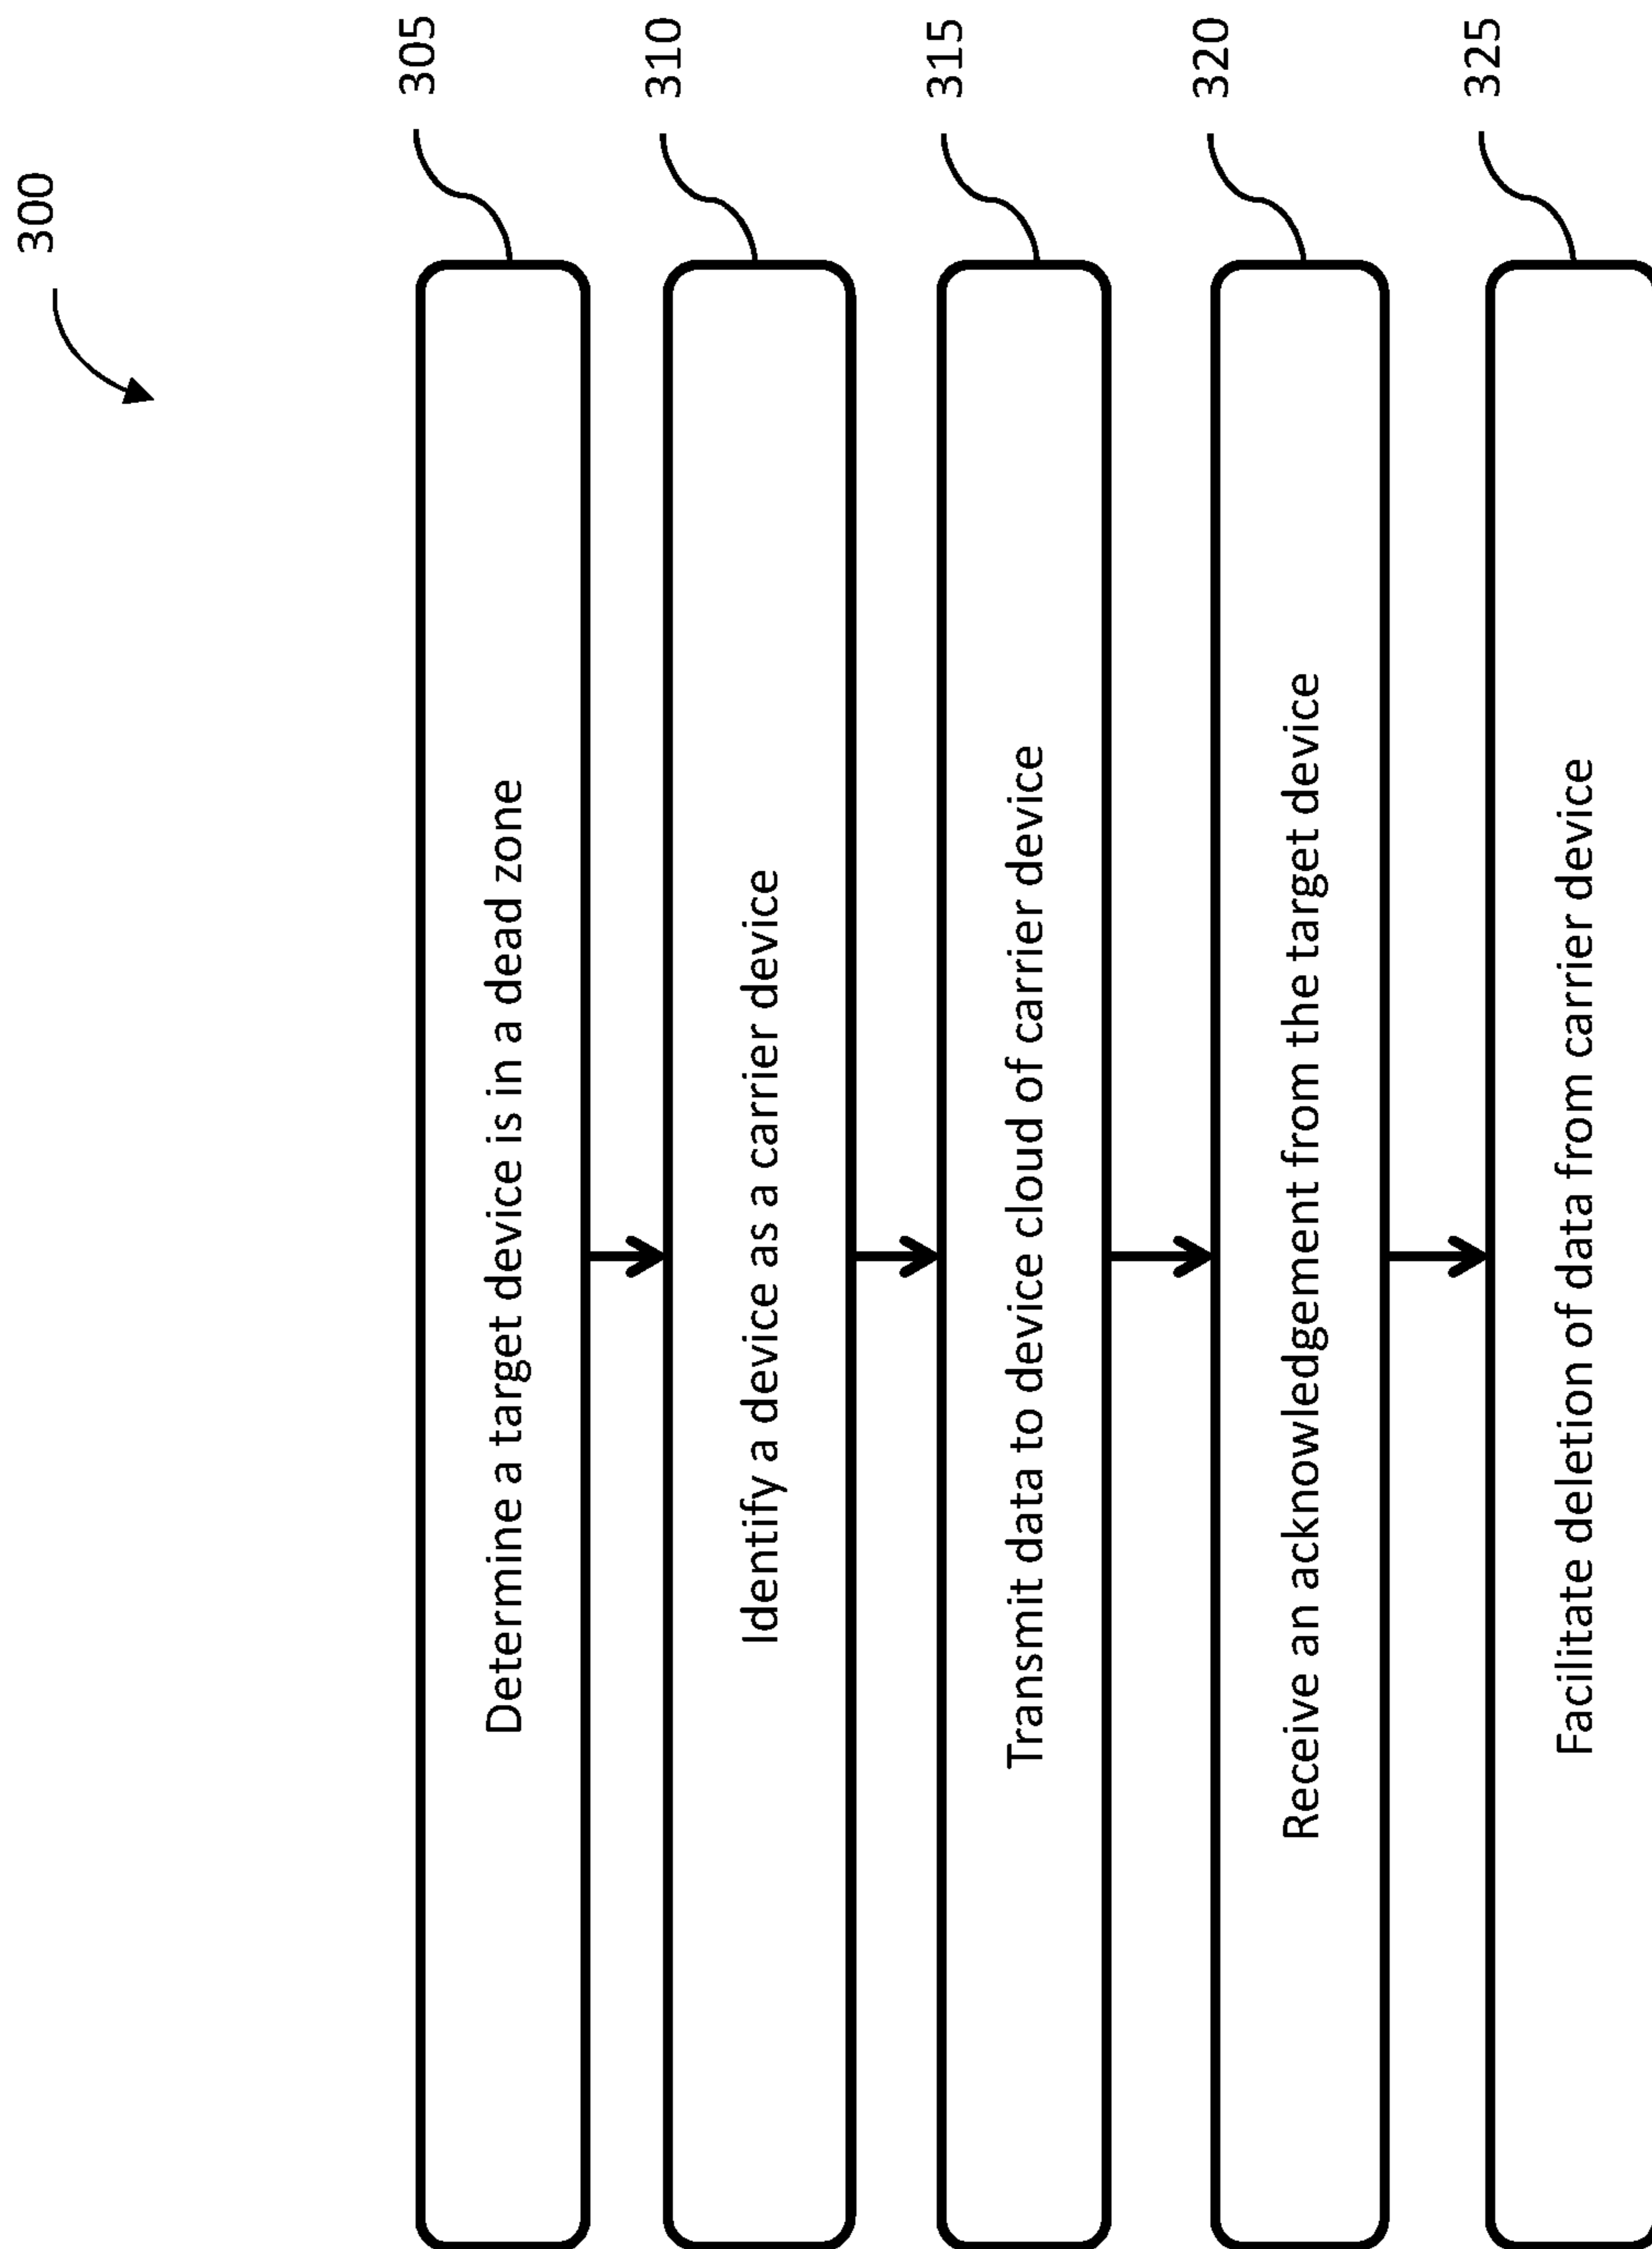 300
Determine a target device is in a dead zone
305
Identify a device as a carrier device
310
Transmit data to device cloud of carrier device
315
Receive an acknowledgement from the target device
320
Facilitate deletion of data from carrier device
325